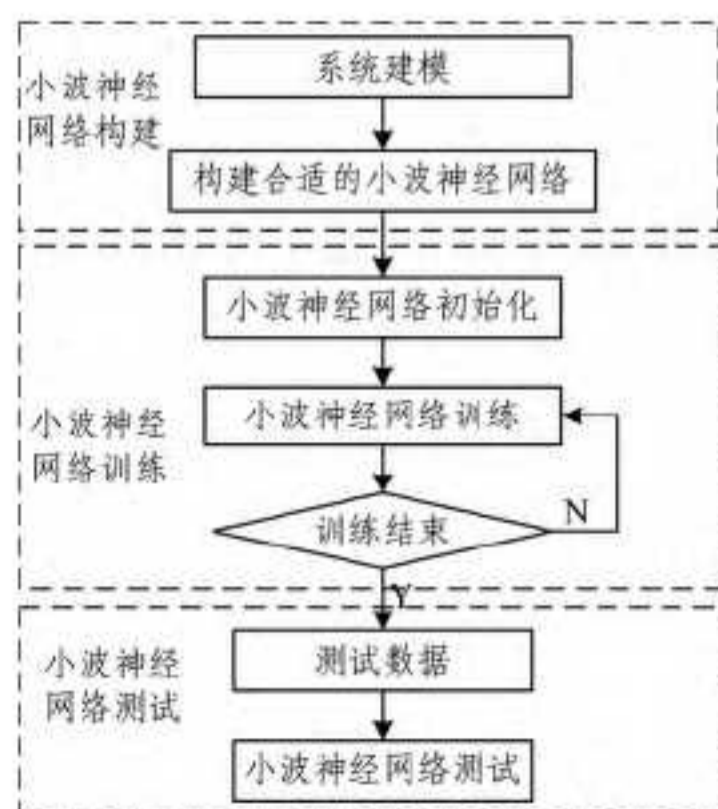 小波神经
网络构建
系统建模
构建合适的小波神经网络
小波神经
网络训练
小波神经网络初始化
小波神经网络训练
训练结束
N
Y
小波神经
网络测试
测试数据
小波神经网络测试